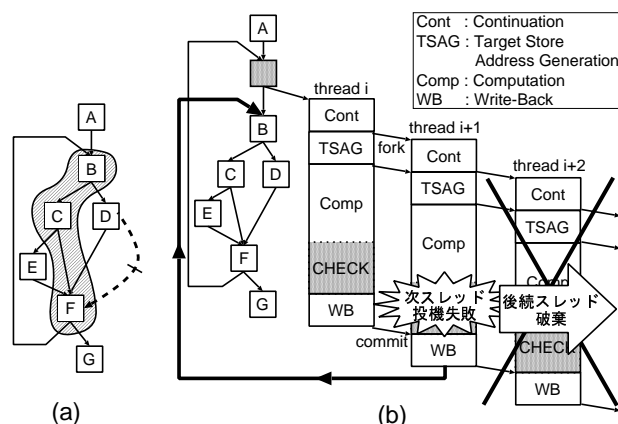 Cont : Continuation
TSAG : Target Store
Address Generation
Comp : Computation
WB : Write-Back
A
B
C
D
E
F
G
(a)
A
B
C
D
E
F
G
thread i
Cont
TSAG
Comp
CHECK
WB
fork
commit
thread i+1
Cont
TSAG
Comp
次スレッド
投機失敗
WB
thread i+2
Cont
TSAG
Comp
後続スレッド
破棄
CHECK
WB
(b)